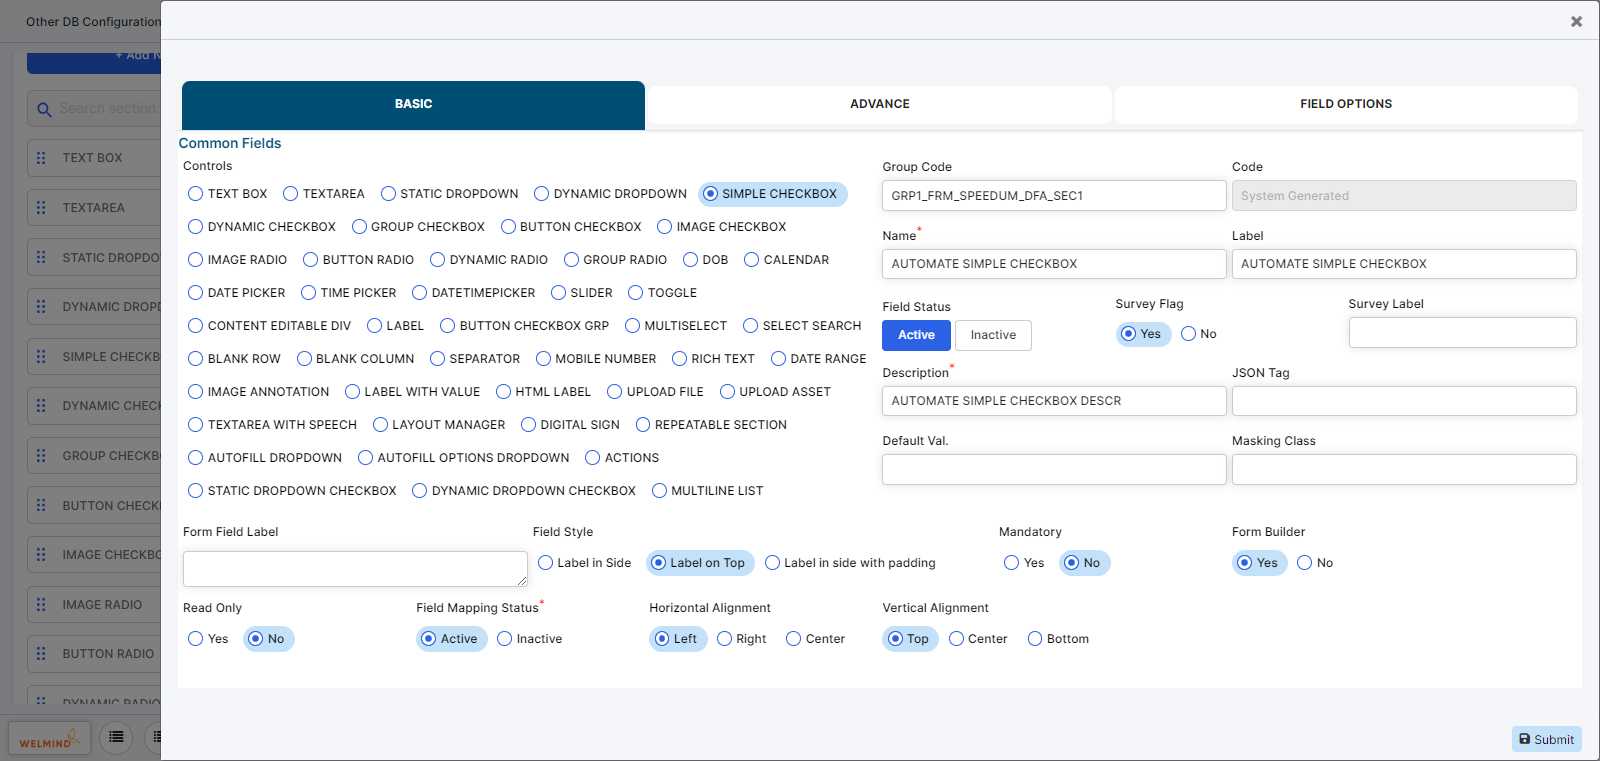 Other DB Configuration
+ Add N
Search section
TEXT BOX
TEXTAREA
STATIC DROPDO
DYNAMIC DROPD
SIMPLE CHECKB
DYNAMIC CHECK
GROUP CHECKB
BUTTON CHECK
IMAGE CHECKBO
IMAGE RADIO
BUTTON RADIO
DYNAMIC RADIO
WELMIND
BASIC
ADVANCE
FIELD OPTIONS
Common Fields
Controls
TEXT BOX TEXTAREA STATIC DROPDOWN DYNAMIC DROPDOWN SIMPLE CHECKBOX
DYNAMIC CHECKBOX GROUP CHECKBOX BUTTON CHECKBOX IMAGE CHECKBOX
IMAGE RADIO BUTTON RADIO DYNAMIC RADIO GROUP RADIO DOB CALENDAR
DATE PICKER TIME PICKER DATETIMEPICKER SLIDER TOGGLE
CONTENT EDITABLE DIV LABEL BUTTON CHECKBOX GRP MULTISELECT SELECT SEARCH
BLANK ROW BLANK COLUMN SEPARATOR MOBILE NUMBER RICH TEXT DATE RANGE
IMAGE ANNOTATION LABEL WITH VALUE HTML LABEL UPLOAD FILE UPLOAD ASSET
TEXTAREA WITH SPEECH LAYOUT MANAGER DIGITAL SIGN REPEATABLE SECTION
AUTOFILL DROPDOWN AUTOFILL OPTIONS DROPDOWN ACTIONS
STATIC DROPDOWN CHECKBOX DYNAMIC DROPDOWN CHECKBOX MULTILINE LIST
Group Code Code
GRP1_FRM_SPEEDUM_DFA_SEC1 System Generated
Name* Label
AUTOMATE SIMPLE CHECKBOX AUTOMATE SIMPLE CHECKBOX
Field Status Survey Flag Survey Label
Active Inactive Yes No
Description* JSON Tag
AUTOMATE SIMPLE CHECKBOX DESCR
Default Val. Masking Class
Form Field Label Field Style Mandatory Form Builder
Label in Side Label on Top Label in side with padding Yes No Yes No
Read Only Field Mapping Status* Horizontal Alignment Vertical Alignment
Yes No Active Inactive Left Right Center Top Center Bottom
Submit